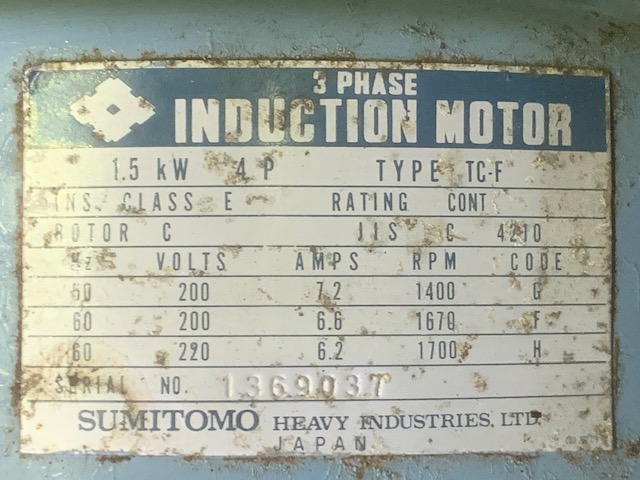 3 PHASE
INDUCTION MOTOR
1.5 kW 4 P TYPE TC-F
INS. CLASS E RATING CONT
ROTOR C JIS C 4210
Hz VOLTS AMPS RPM CODE
50 200 7.2 1400 G
60 200 6.6 1670 F
60 220 6.2 1700 H
SERIAL NO. 1369037
SUMITOMO HEAVY INDUSTRIES, LTD.
JAPAN